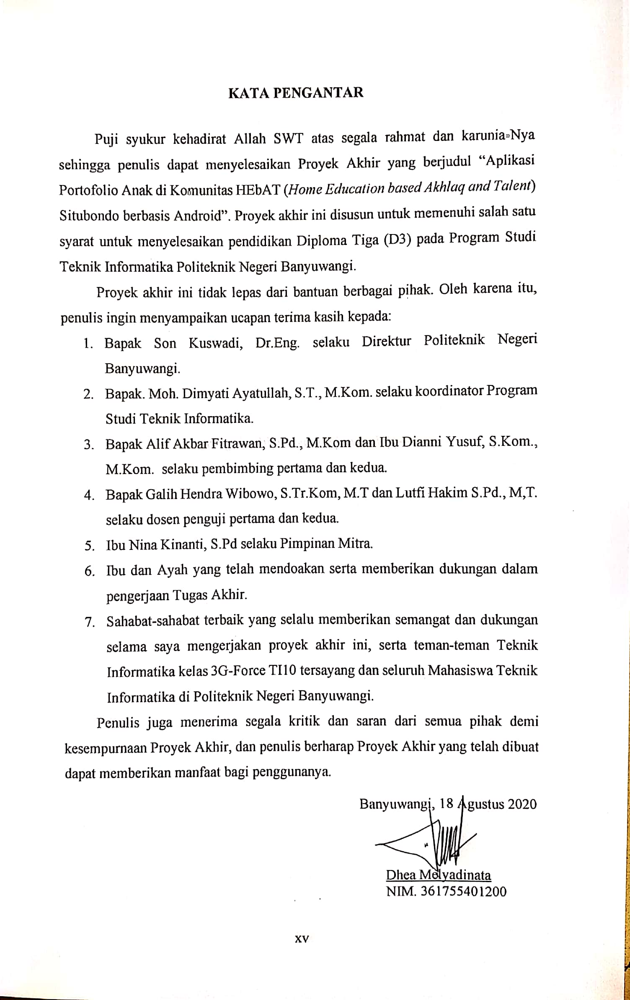 KATA PENGANTAR
Puji syukur kehadirat Allah SWT atas segala rahmat dan karunia-Nya
sehingga penulis dapat menyelesaikan Proyek Akhir yang berjudul “Aplikasi
Portofolio Anak di Komunitas HEbAT (Home Education based Akhlaq and Talent)
Situbondo berbasis Android”. Proyek akhir ini disusun untuk memenuhi salah satu
syarat untuk menyelesaikan pendidikan Diploma Tiga (D3) pada Program Studi
Teknik Informatika Politeknik Negeri Banyuwangi.
Proyek akhir ini tidak lepas dari bantuan berbagai pihak. Oleh karena itu,
penulis ingin menyampaikan ucapan terima kasih kepada:
1. Bapak Son Kuswadi, Dr.Eng. selaku Direktur Politeknik Negeri
Banyuwangi.
2. Bapak. Moh. Dimyati Ayatullah, S.T., M.Kom. selaku koordinator Program
Studi Teknik Informatika.
3. Bapak Alif Akbar Fitrawan, S.Pd., M.Kom dan Ibu Dianni Yusuf, S.Kom.,
M.Kom. selaku pembimbing pertama dan kedua.
4. Bapak Galih Hendra Wibowo, S.Tr.Kom, M.T dan Lutfi Hakim S.Pd., M,T.
selaku dosen penguji pertama dan kedua.
5. Ibu Nina Kinanti, S.Pd selaku Pimpinan Mitra.
6. Ibu dan Ayah yang telah mendoakan serta memberikan dukungan dalam
pengerjaan Tugas Akhir.
7. Sahabat-sahabat terbaik yang selalu memberikan semangat dan dukungan
selama saya mengerjakan proyek akhir ini, serta teman-teman Teknik
Informatika kelas 3G-Force TI10 tersayang dan seluruh Mahasiswa Teknik
Informatika di Politeknik Negeri Banyuwangi.
Penulis juga menerima segala kritik dan saran dari semua pihak demi
kesempurnaan Proyek Akhir, dan penulis berharap Proyek Akhir yang telah dibuat
dapat memberikan manfaat bagi penggunanya.
Banyuwangi, 18 Agustus 2020
Dhea Melyadinata
NIM. 361755401200
xv